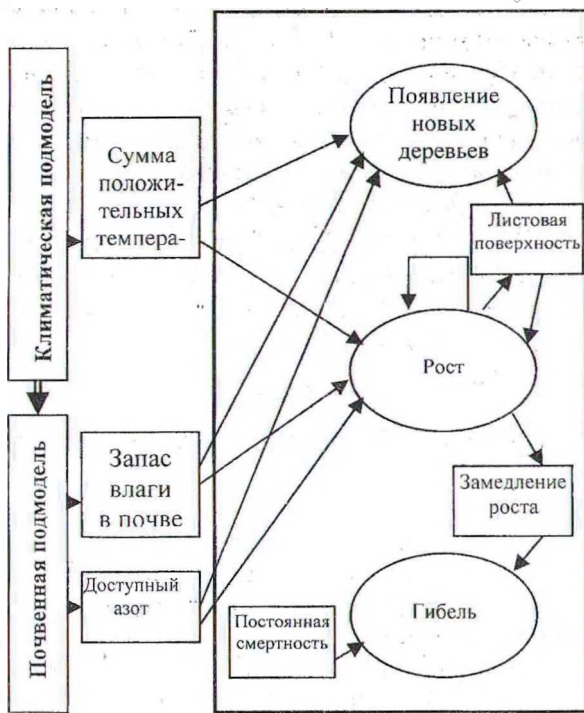 Климатическая подмодель
Сумма
положи-
тельных
темпера-
Появление
новых
деревьев
Листовая
поверхность
Рост
Почвенная подмодель
Запас
влаги
в почве
Замедление
роста
Доступный
азот
Постоянная
смертность
Гибель